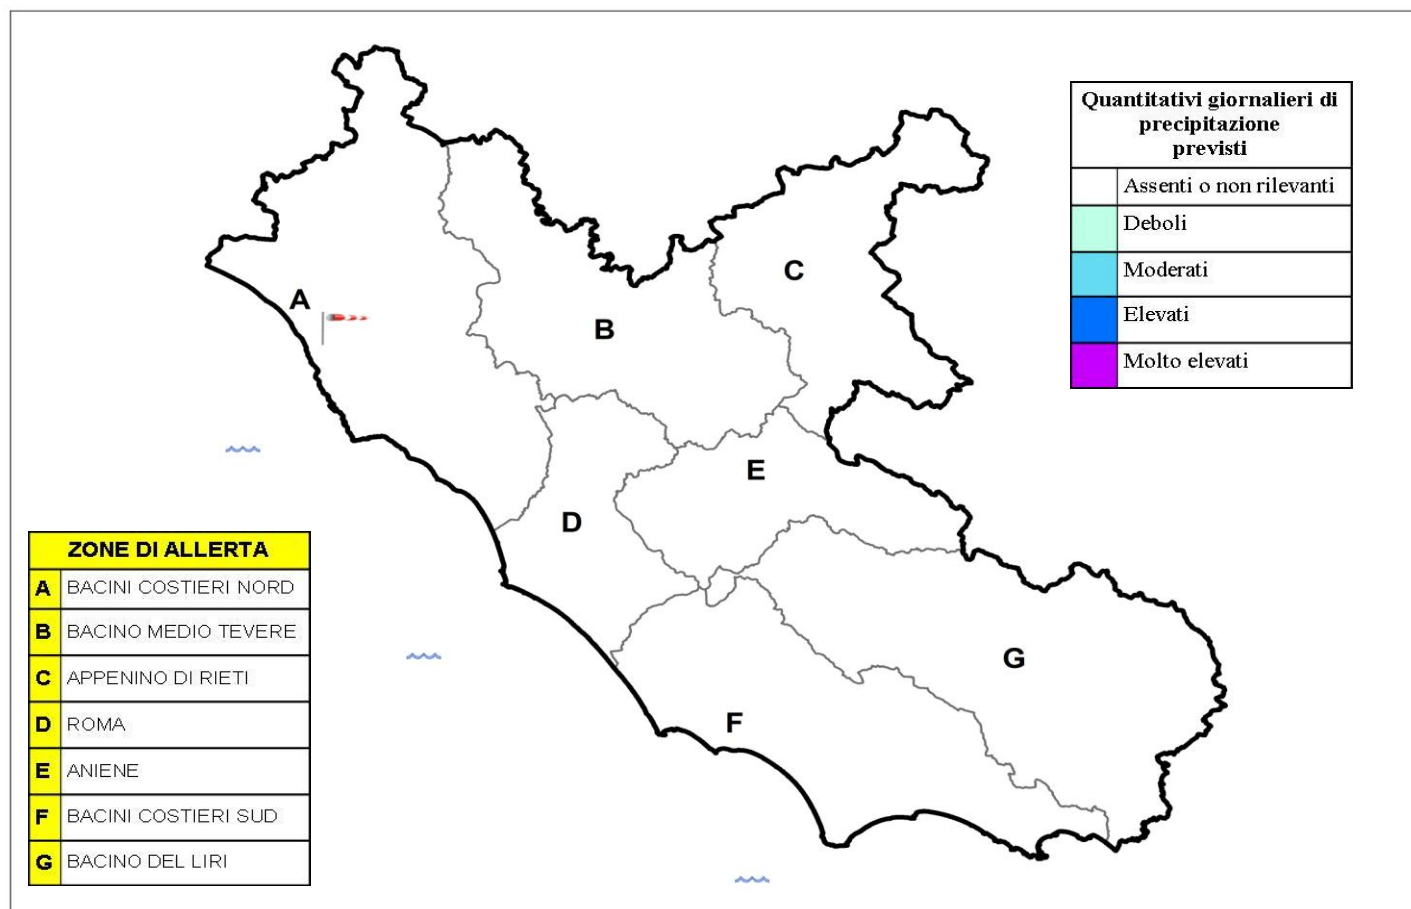 Quantitativi giornalieri di
precipitazione
previsti
Assenti o non rilevanti
Deboli
Moderati
Elevati
Molto elevati
A
B
C
D
E
F
G
ZONE DI ALLERTA
A BACINI COSTIERI NORD
B BACINO MEDIO TEVERE
C APPENINO DI RIETI
D ROMA
E ANIENE
F BACINI COSTIERI SUD
G BACINO DEL LIRI